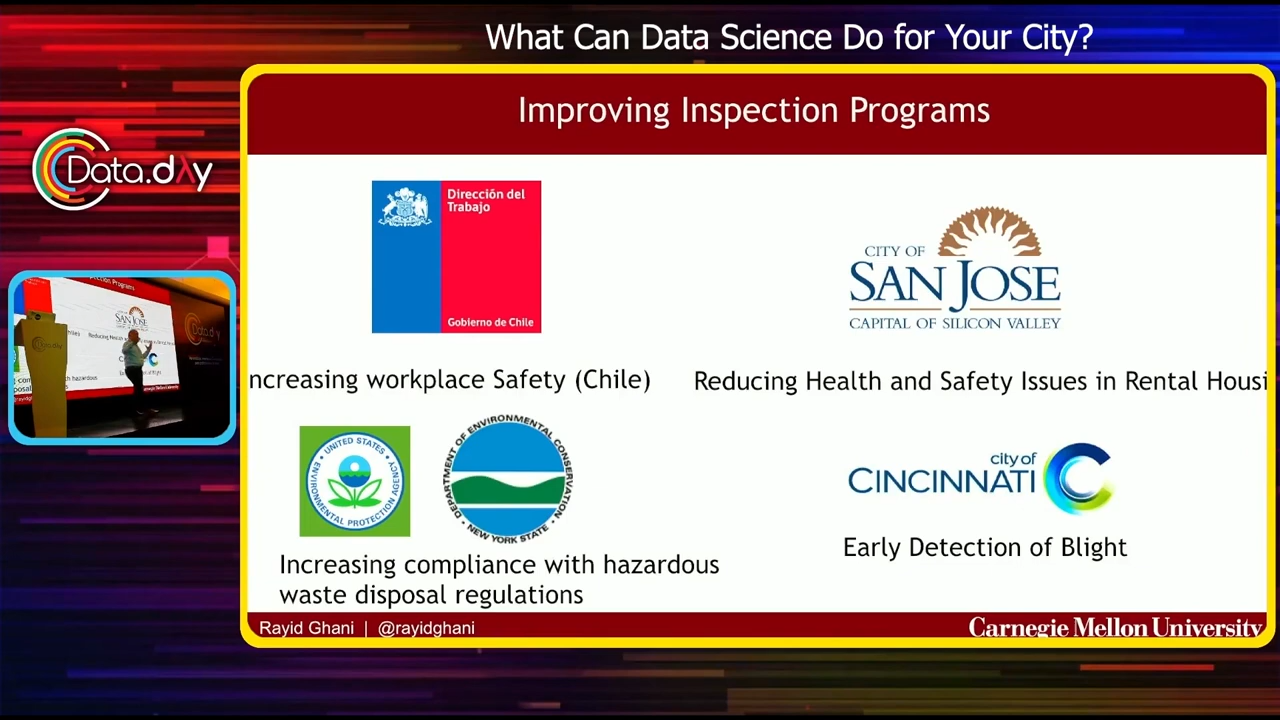 What Can Data Science Do for Your City?
Improving Inspection Programs
Data.dAy
Dirección del
Trabajo
Gobierno de Chile
CITY OF
SAN JOSE
CAPITAL OF SILICON VALLEY
ncreasing workplace Safety (Chile)
Reducing Health and Safety Issues in Rental Housi
UNITED STATES
ENVIRONMENTAL PROTECTION AGENCY
DEPARTMENT OF ENVIRONMENTAL CONSERVATION
NEW YORK STATE
city of
CINCINNATI
Early Detection of Blight
Increasing compliance with hazardous
waste disposal regulations
Rayid Ghani | @rayidghani
Carnegie Mellon University